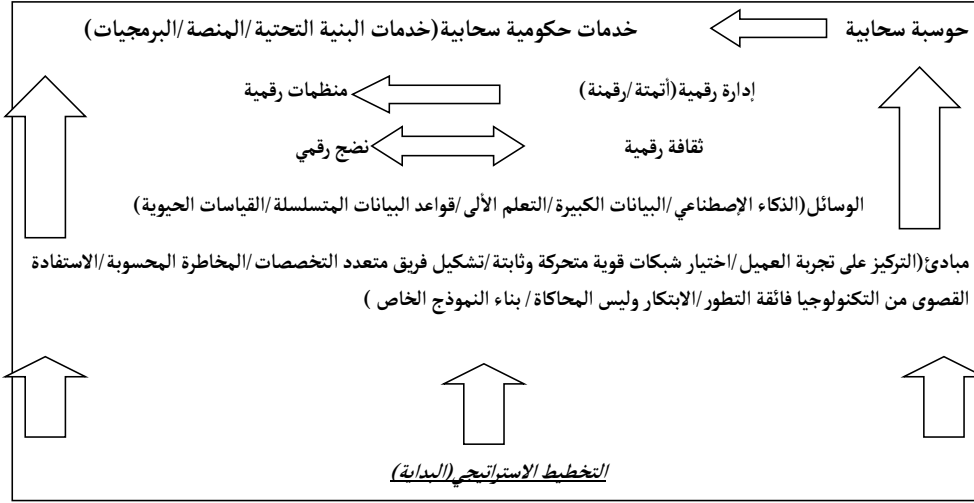 حوسبة سحابية خدمات حكومية سحابية(خدمات البنية التحتية/المنصة/البرمجيات)
إدارة رقمية(أتمتة/رقمنة) منظمات رقمية
ثقافة رقمية نضج رقمي
الوسائل(الذكاء الإصطناعي/البيانات الكبيرة/التعلم الألى/قواعد البيانات المتسلسلة/القياسات الحيوية)
مبادئ(التركيز على تجربة العميل/اختيار شبكات قوية متحركة وثابتة/تشكيل فريق متعدد التخصصات/المخاطرة المحسوبة/الاستفادة
القصوى من التكنولوجيا فائقة التطور/الابتكار وليس المحاكاة/ بناء النموذج الخاص )
التخطيط الاستراتيجي(البداية)